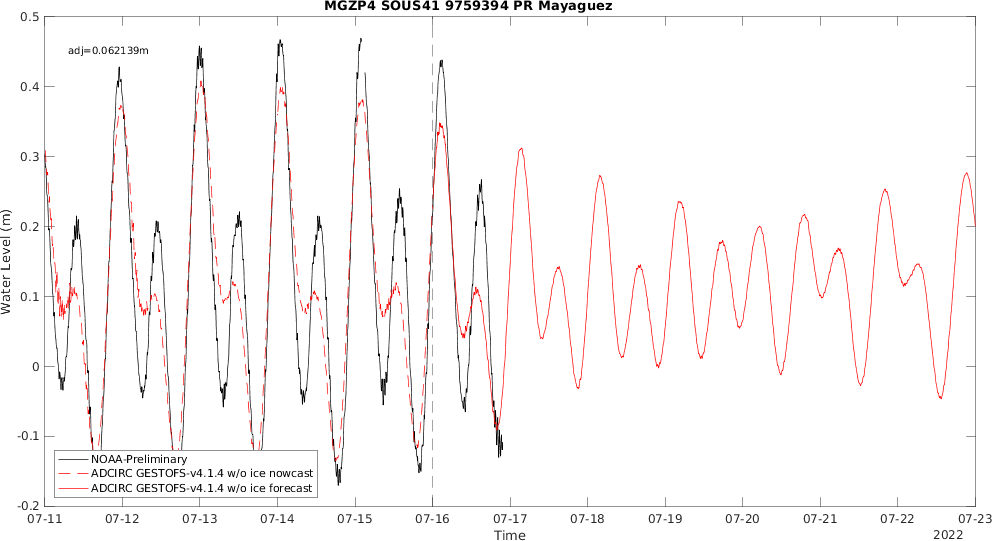 MGZP4 SOUS41 9759394 PR Mayaguez
adj=0.062139m
Water Level (m)
0.5
0.4
0.3
0.2
0.1
0
-0.1
-0.2
NOAA-Preliminary
ADCIRC GESTOFS-v4.1.4 w/o ice nowcast
ADCIRC GESTOFS-v4.1.4 w/o ice forecast
07-11 07-12 07-13 07-14 07-15 07-16 07-17 07-18 07-19 07-20 07-21 07-22 07-23
Time
2022